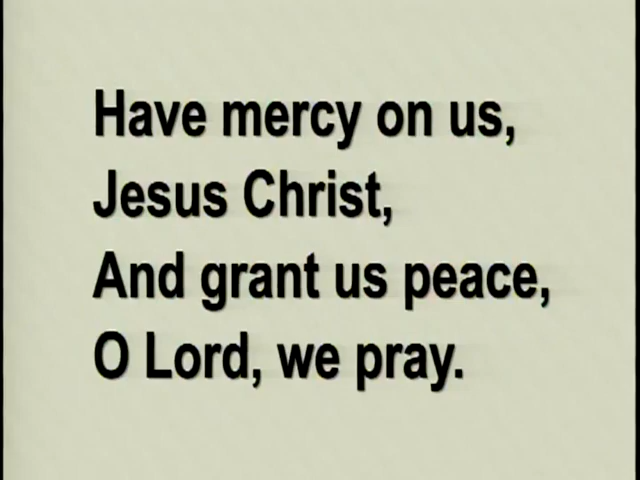 Have mercy on us,
Jesus Christ,
And grant us peace,
O Lord, we pray.